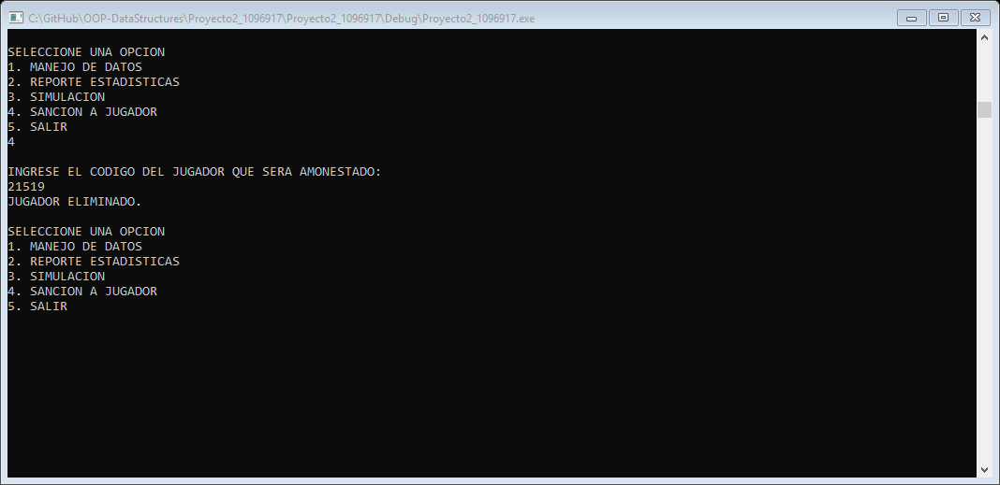 C:\GitHub\OOP-DataStructures\Proyecto2_1096917\Proyecto2_1096917\Debug\Proyecto2_1096917.exe
SELECCIONE UNA OPCION
1. MANEJO DE DATOS
2. REPORTE ESTADISTICAS
3. SIMULACION
4. SANCION A JUGADOR
5. SALIR
4
INGRESE EL CODIGO DEL JUGADOR QUE SERA AMONESTADO:
21519
JUGADOR ELIMINADO.
SELECCIONE UNA OPCION
1. MANEJO DE DATOS
2. REPORTE ESTADISTICAS
3. SIMULACION
4. SANCION A JUGADOR
5. SALIR